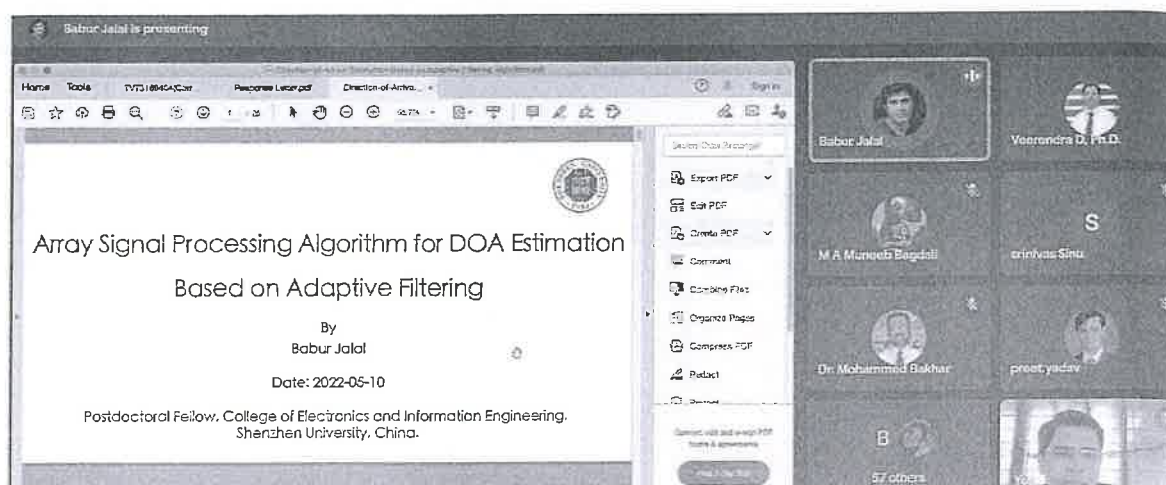 Babur Jalal is presenting
Home Tools Response Letter.pdf Direction-of-Arriva... Sign in
Array Signal Processing Algorithm for DOA Estimation
Based on Adaptive Filtering
By
Babur Jalal
Date: 2022-05-10
Postdoctoral Fellow, College of Electronics and Information Engineering,
Shenzhen University, China.
Export PDF
Edit PDF
Create PDF
Comment
Combine Files
Organize Pages
Compress PDF
Redact
Babur Jalal
Veerendra D, Ph.D.
M A Muneeb Bagdali
S
srinivas Sinu
Dr. Mohammed Bakhar
preet yadav
B
57 others